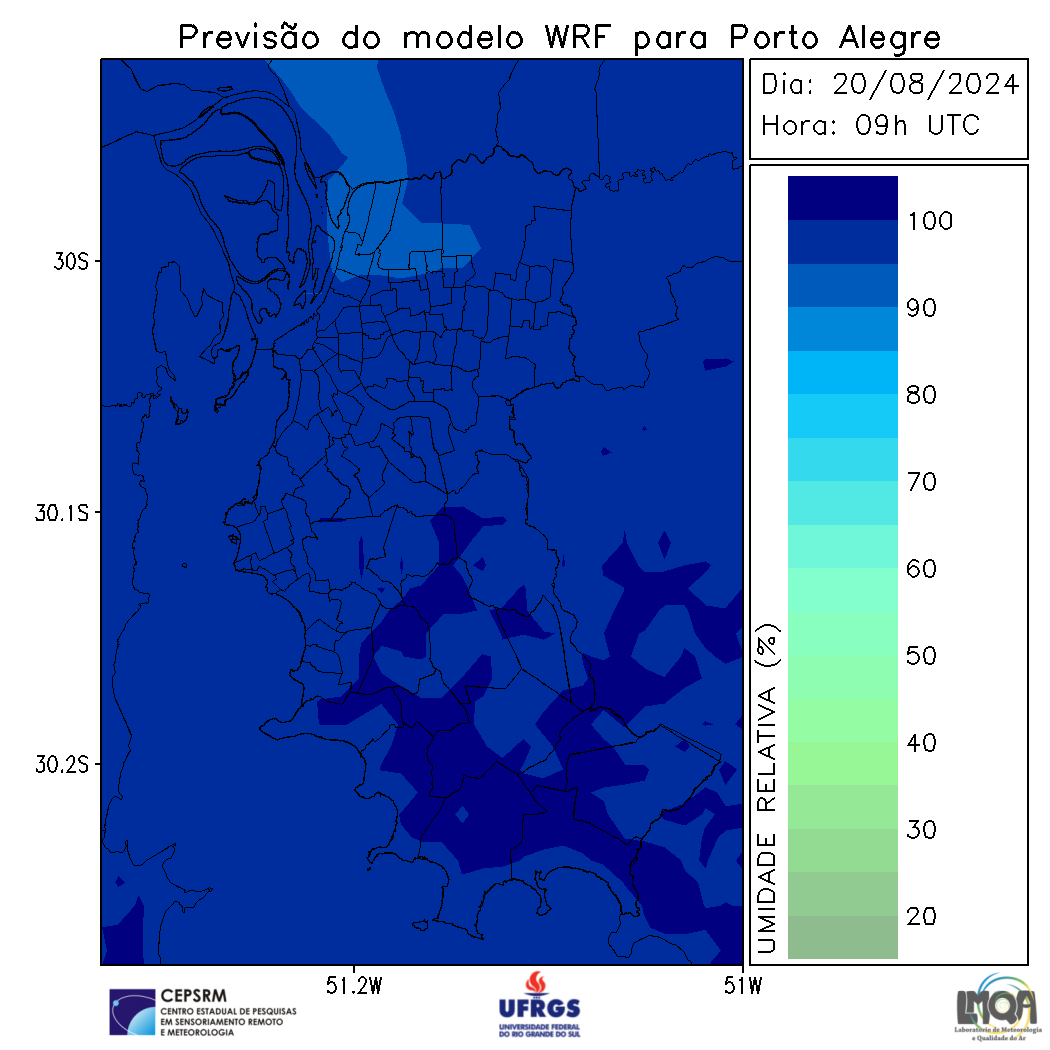 Previsão do modelo WRF para Porto Alegre
Dia: 20/08/2024
Hora: 09h UTC
30S
30.1S
30.2S
51.2W
51W
100
90
80
70
60
50
40
30
20
UMIDADE RELATIVA (%)
CEPSRM
CENTRO ESTADUAL DE PESQUISAS
EM SENSORIAMENTO REMOTO
E METEOROLOGIA
UFRGS
UNIVERSIDADE FEDERAL
DO RIO GRANDE DO SUL
LMQA
Laboratório de Meteorologia
e Qualidade do Ar